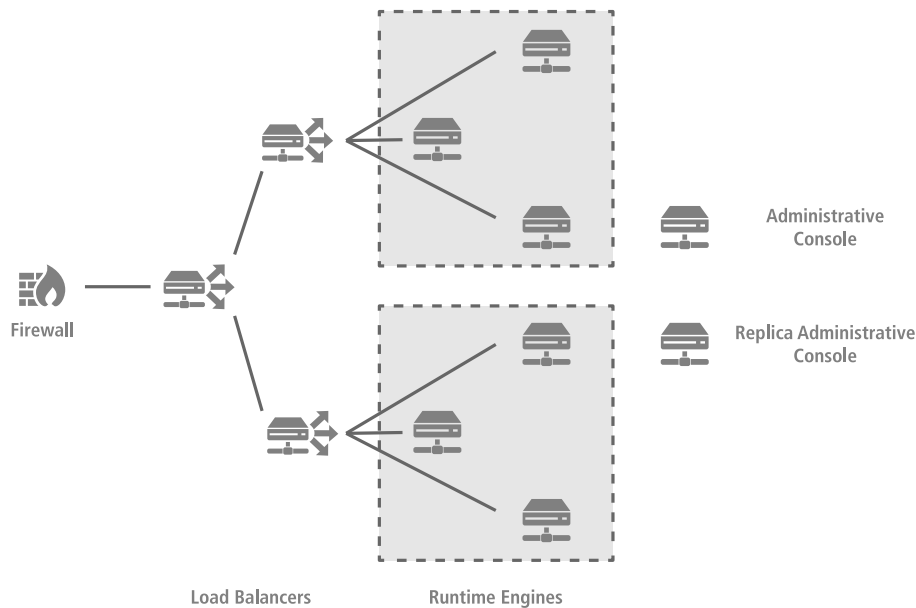 Administrative
Console
Firewall
Replica Administrative
Console
Load Balancers
Runtime Engines